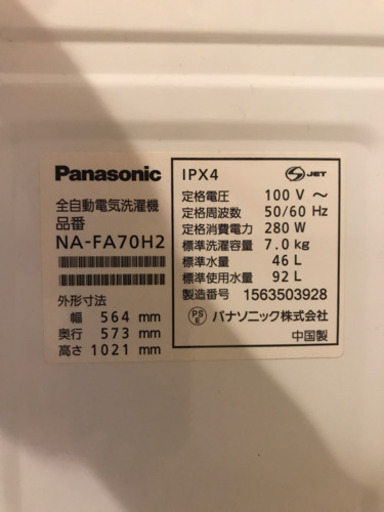 Panasonic
全自動電気洗濯機
品番
NA-FA70H2
外形寸法
幅 564 mm
奥行 573 mm
高さ 1021 mm
IPX4
S JET
定格電圧 100 V ～
定格周波数 50/60 Hz
定格消費電力 280 W
標準洗濯容量 7.0 kg
標準水量 46 L
標準使用水量 92 L
製造番号 1563503928
PS E パナソニック株式会社
中国製